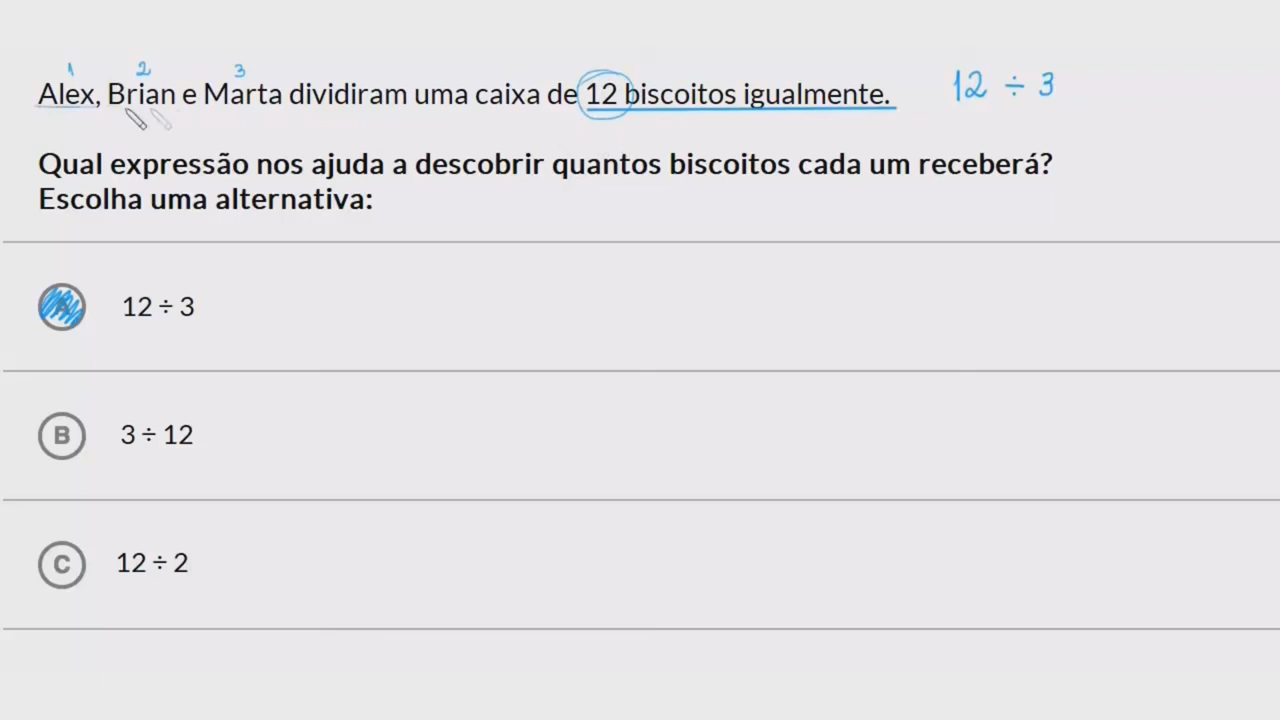 1 2 3
Alex, Brian e Marta dividiram uma caixa de 12 biscoitos igualmente. 12 ÷ 3
Qual expressão nos ajuda a descobrir quantos biscoitos cada um receberá?
Escolha uma alternativa:
A 12 ÷ 3
B 3 ÷ 12
C 12 ÷ 2